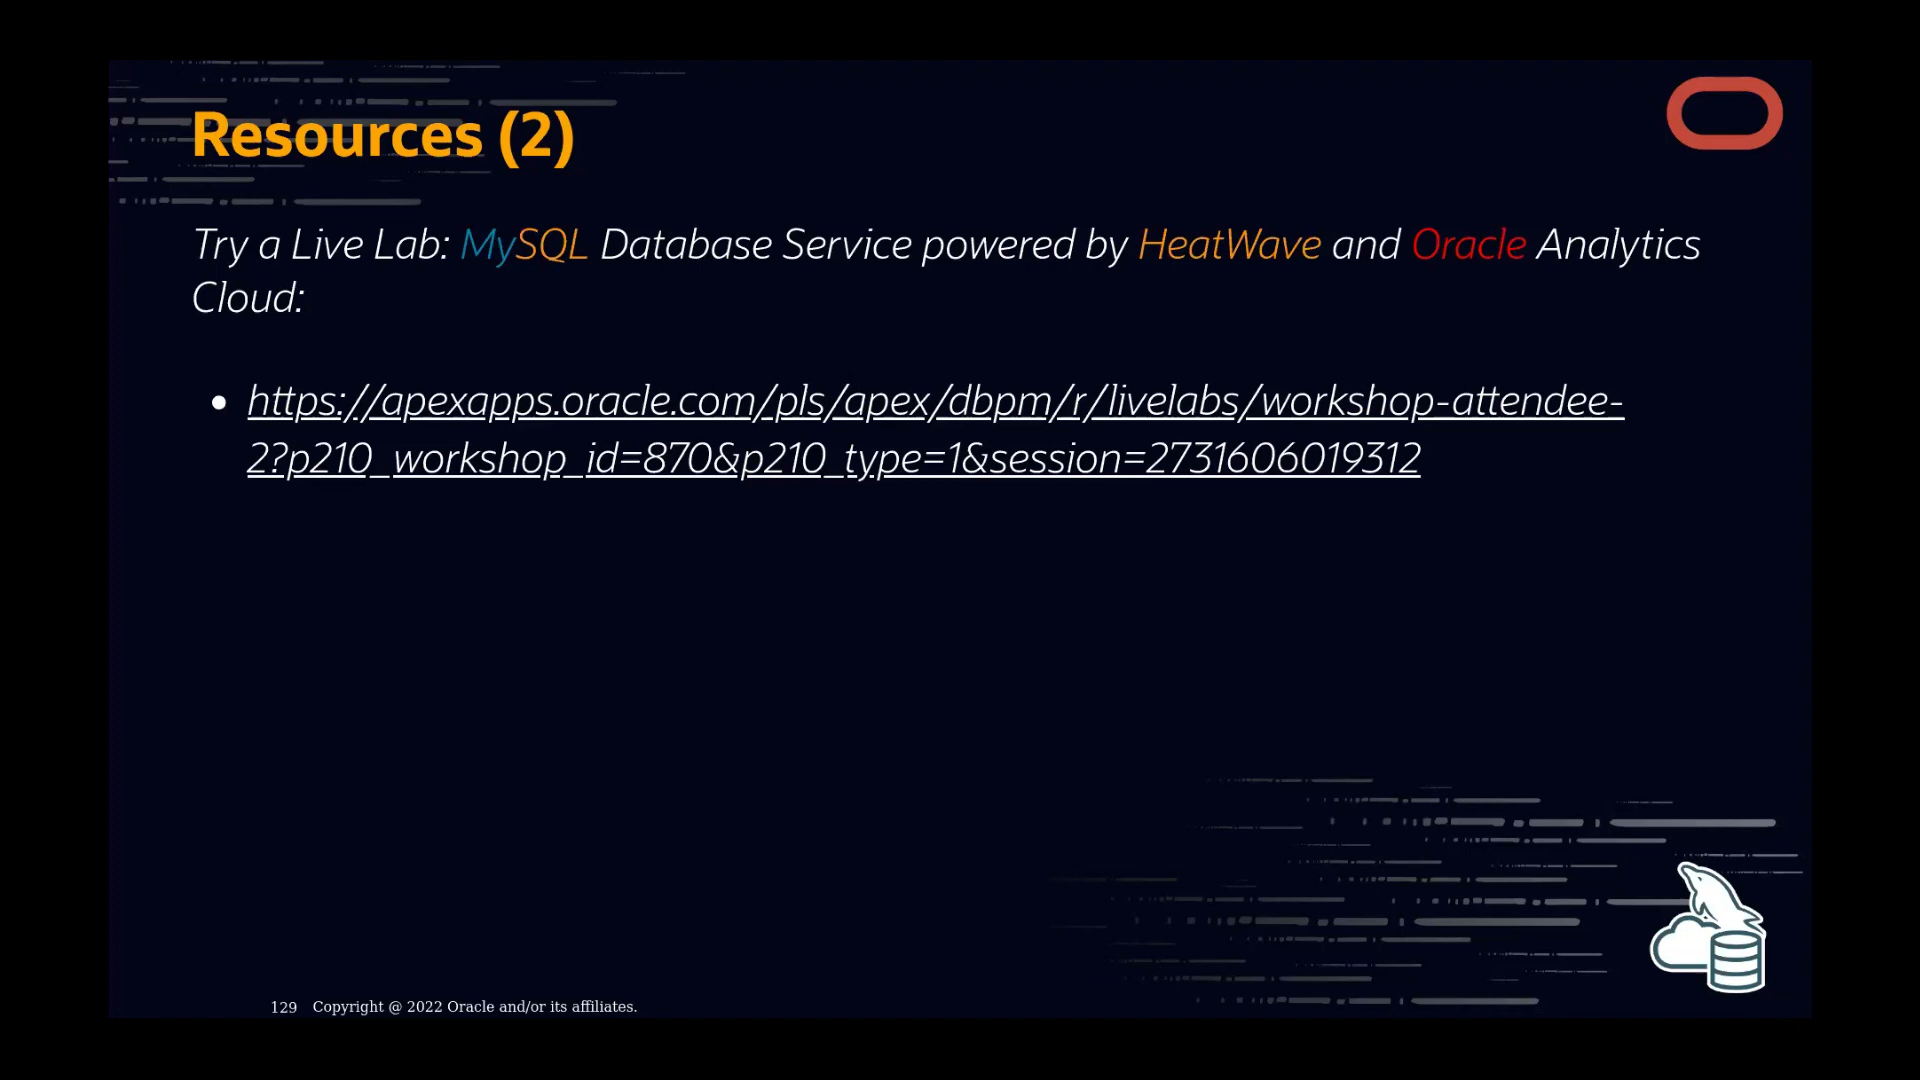 Resources (2)
Try a Live Lab: MySQL Database Service powered by HeatWave and Oracle Analytics
Cloud:
• https://apexapps.oracle.com/pls/apex/dbpm/r/livelabs/workshop-attendee-
2?p210_workshop_id=870&p210_type=1&session=2731606019312
129 Copyright @ 2022 Oracle and/or its affiliates.